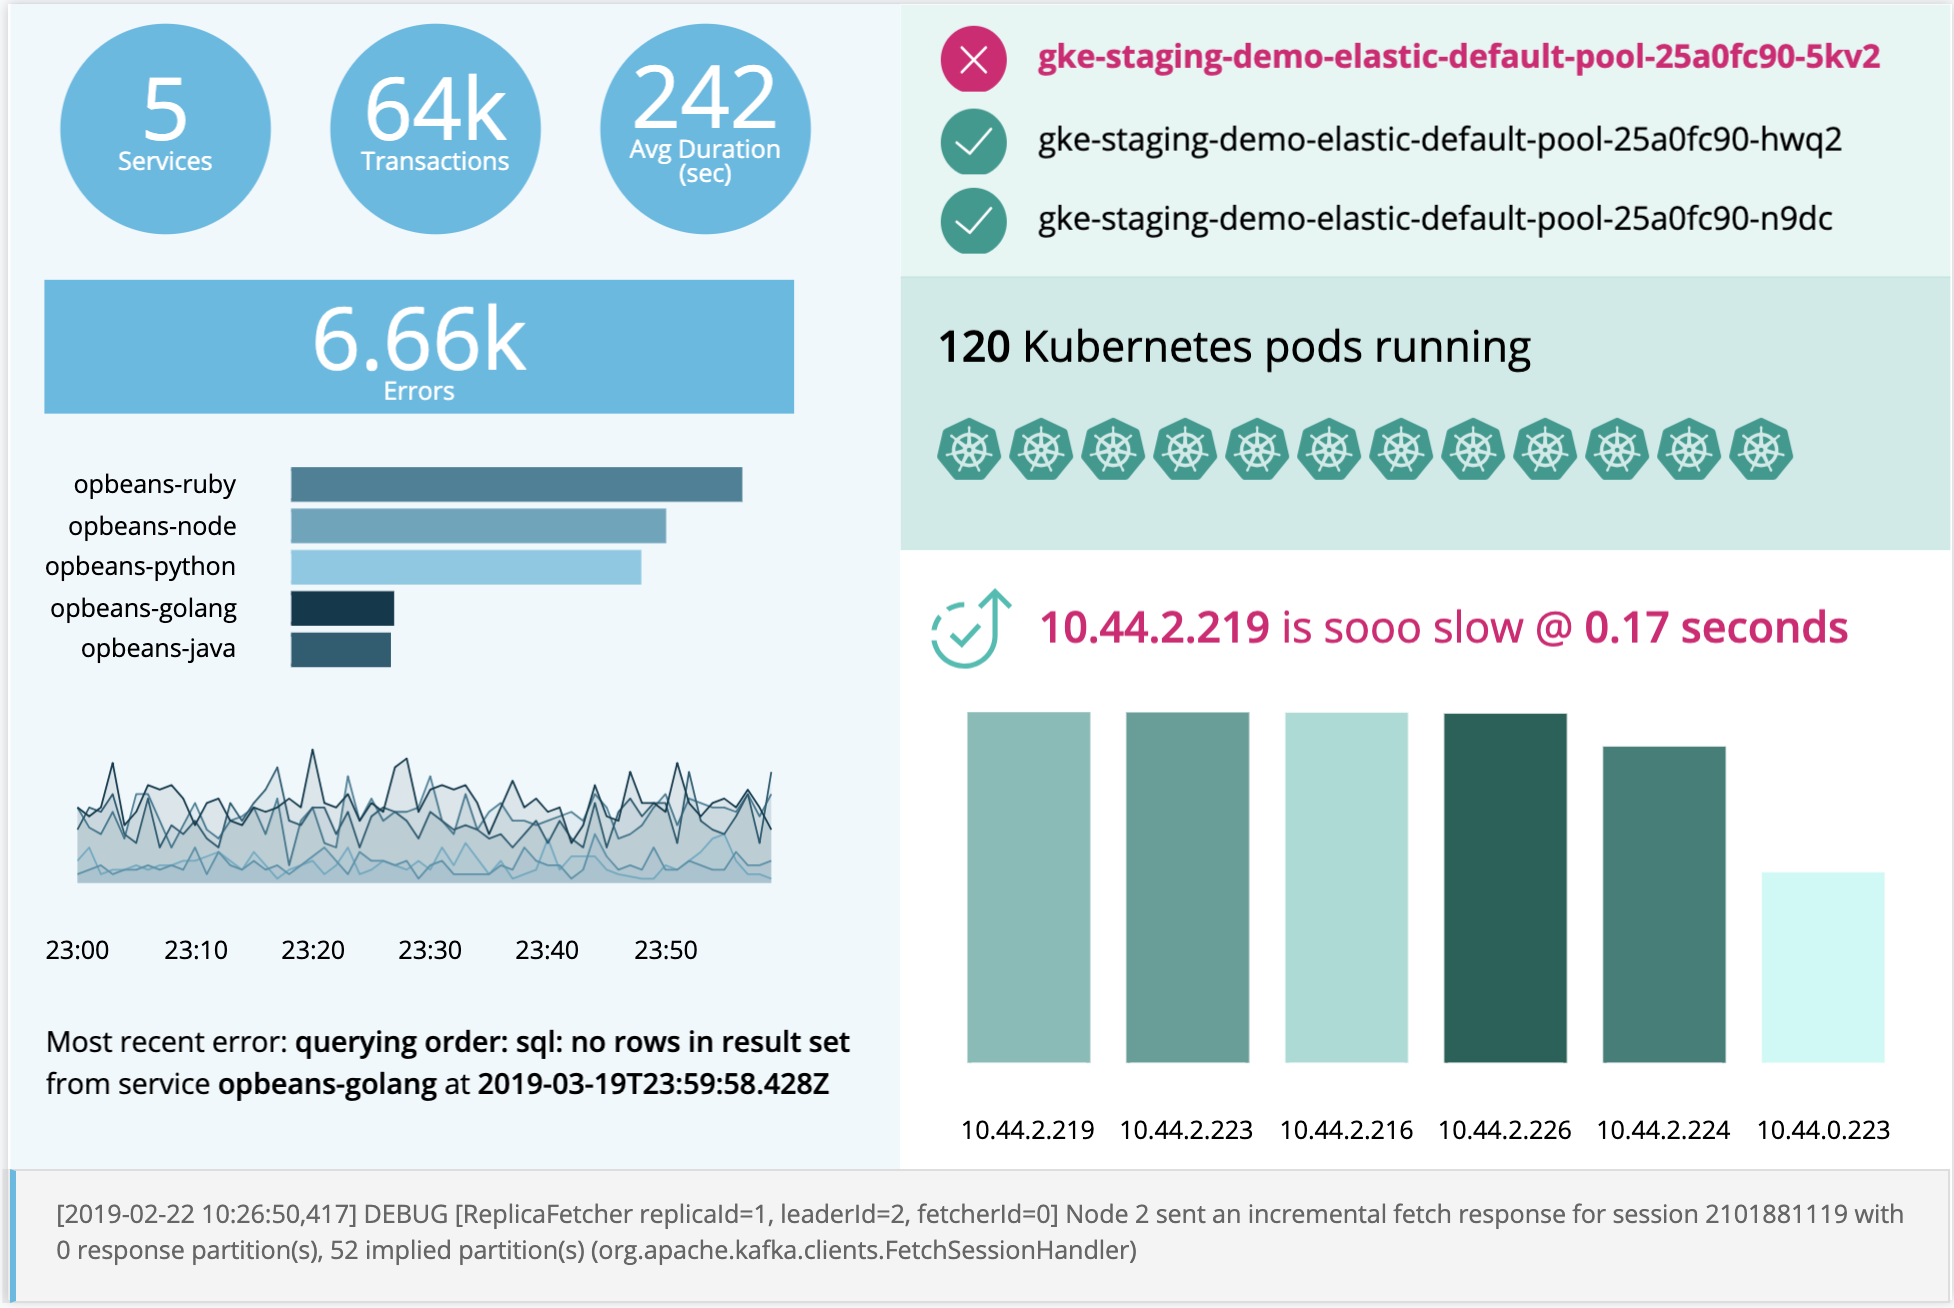 5
Services
64k
Transactions
242
Avg Duration
(sec)
6.66k
Errors
opbeans-ruby
opbeans-node
opbeans-python
opbeans-golang
opbeans-java
23:00 23:10 23:20 23:30 23:40 23:50
Most recent error: querying order: sql: no rows in result set
from service opbeans-golang at 2019-03-19T23:59:58.428Z
gke-staging-demo-elastic-default-pool-25a0fc90-5kv2
gke-staging-demo-elastic-default-pool-25a0fc90-hwq2
gke-staging-demo-elastic-default-pool-25a0fc90-n9dc
120 Kubernetes pods running
10.44.2.219 is sooo slow @ 0.17 seconds
10.44.2.219 10.44.2.223 10.44.2.216 10.44.2.226 10.44.2.224 10.44.0.223
[2019-02-22 10:26:50,417] DEBUG [ReplicaFetcher replicaId=1, leaderId=2, fetcherId=0] Node 2 sent an incremental fetch response for session 2101881119 with
0 response partition(s), 52 implied partition(s) (org.apache.kafka.clients.FetchSessionHandler)